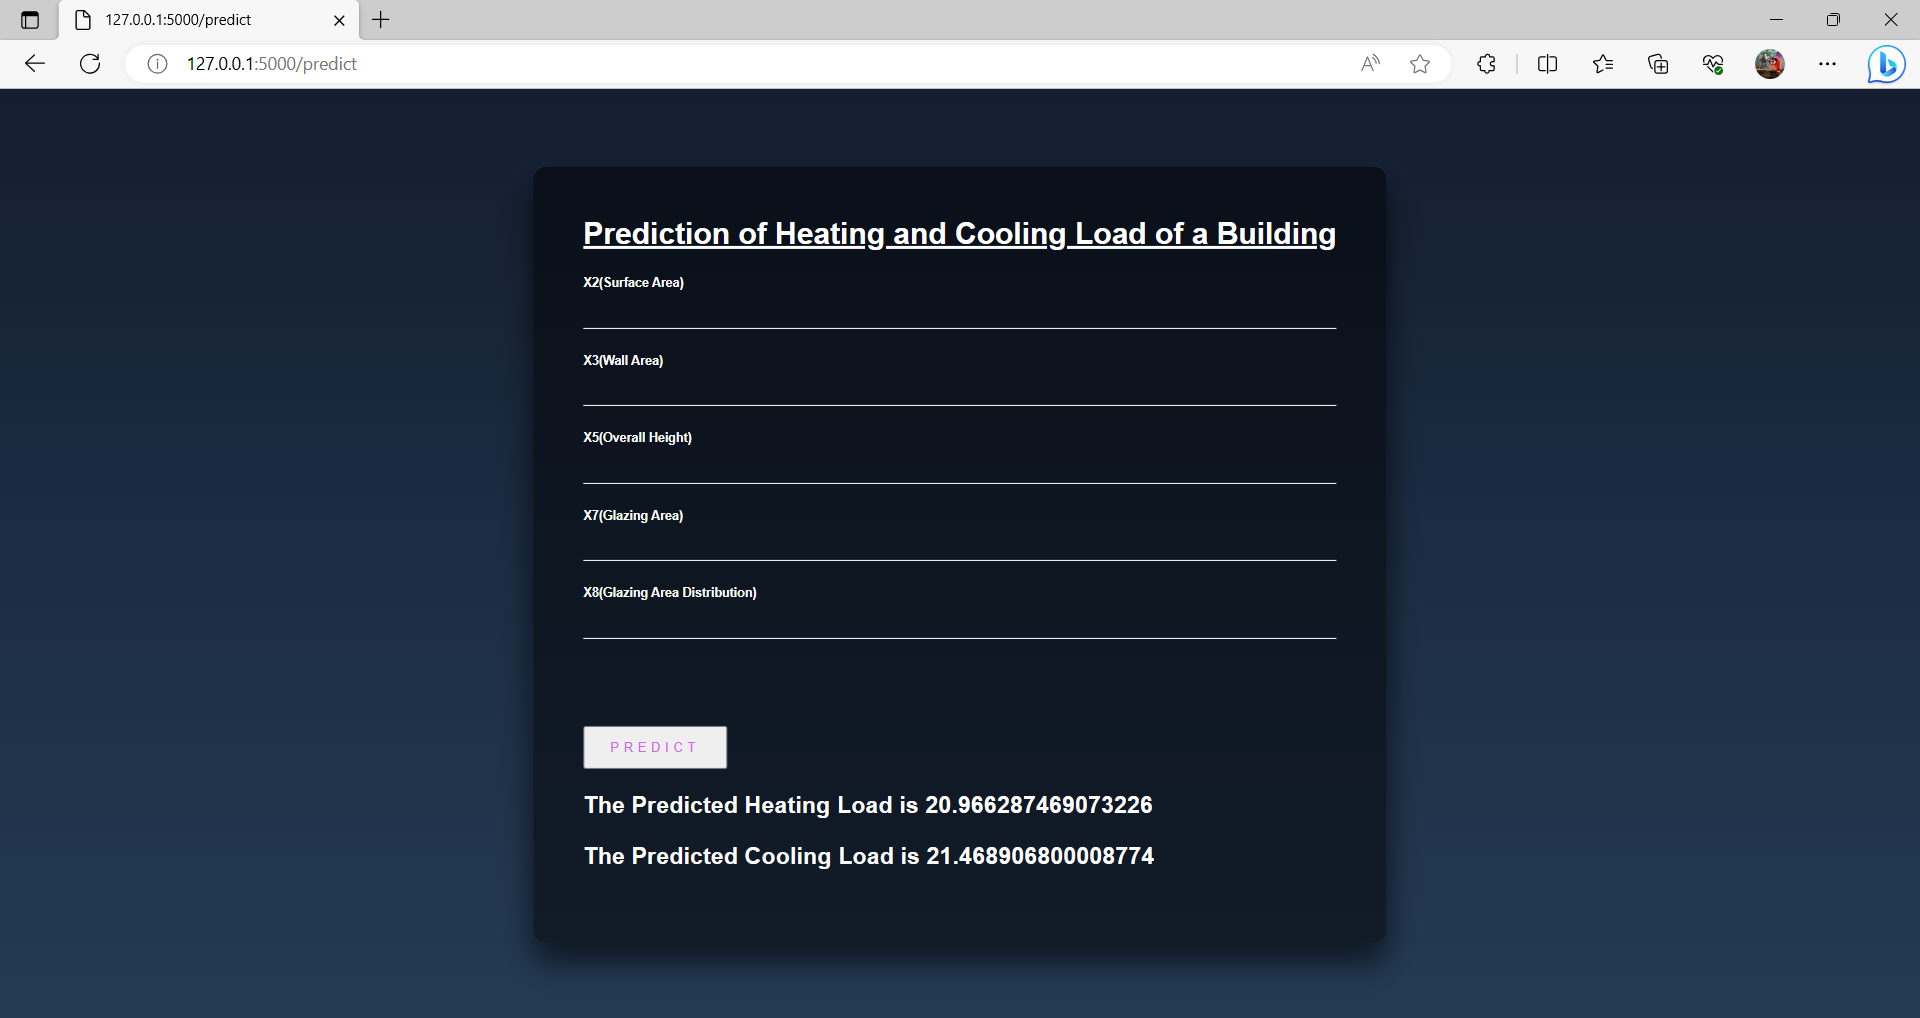 127.0.0.1:5000/predict
127.0.0.1:5000/predict
Prediction of Heating and Cooling Load of a Building
X2(Surface Area)
X3(Wall Area)
X5(Overall Height)
X7(Glazing Area)
X8(Glazing Area Distribution)
PREDICT
The Predicted Heating Load is 20.966287469073226
The Predicted Cooling Load is 21.468906800008774